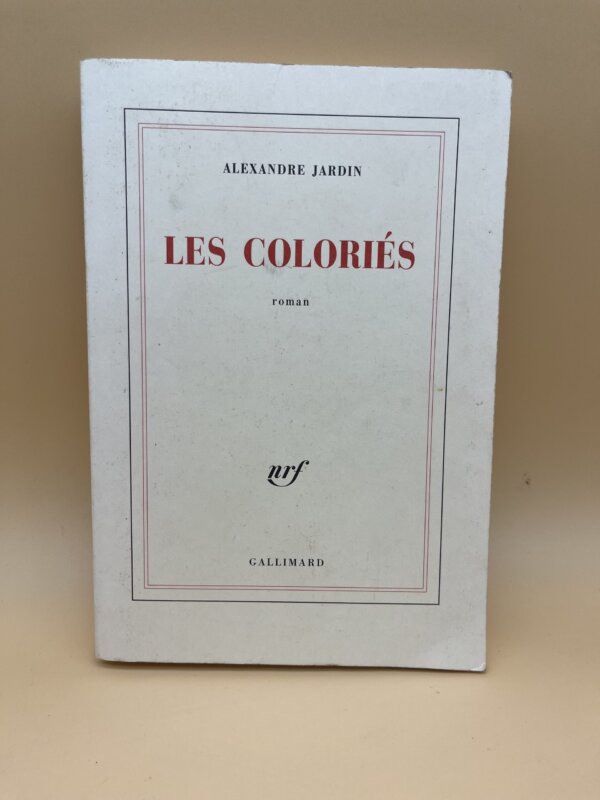 ALEXANDRE JARDIN
LES COLORIÉS
roman
nrf
GALLIMARD